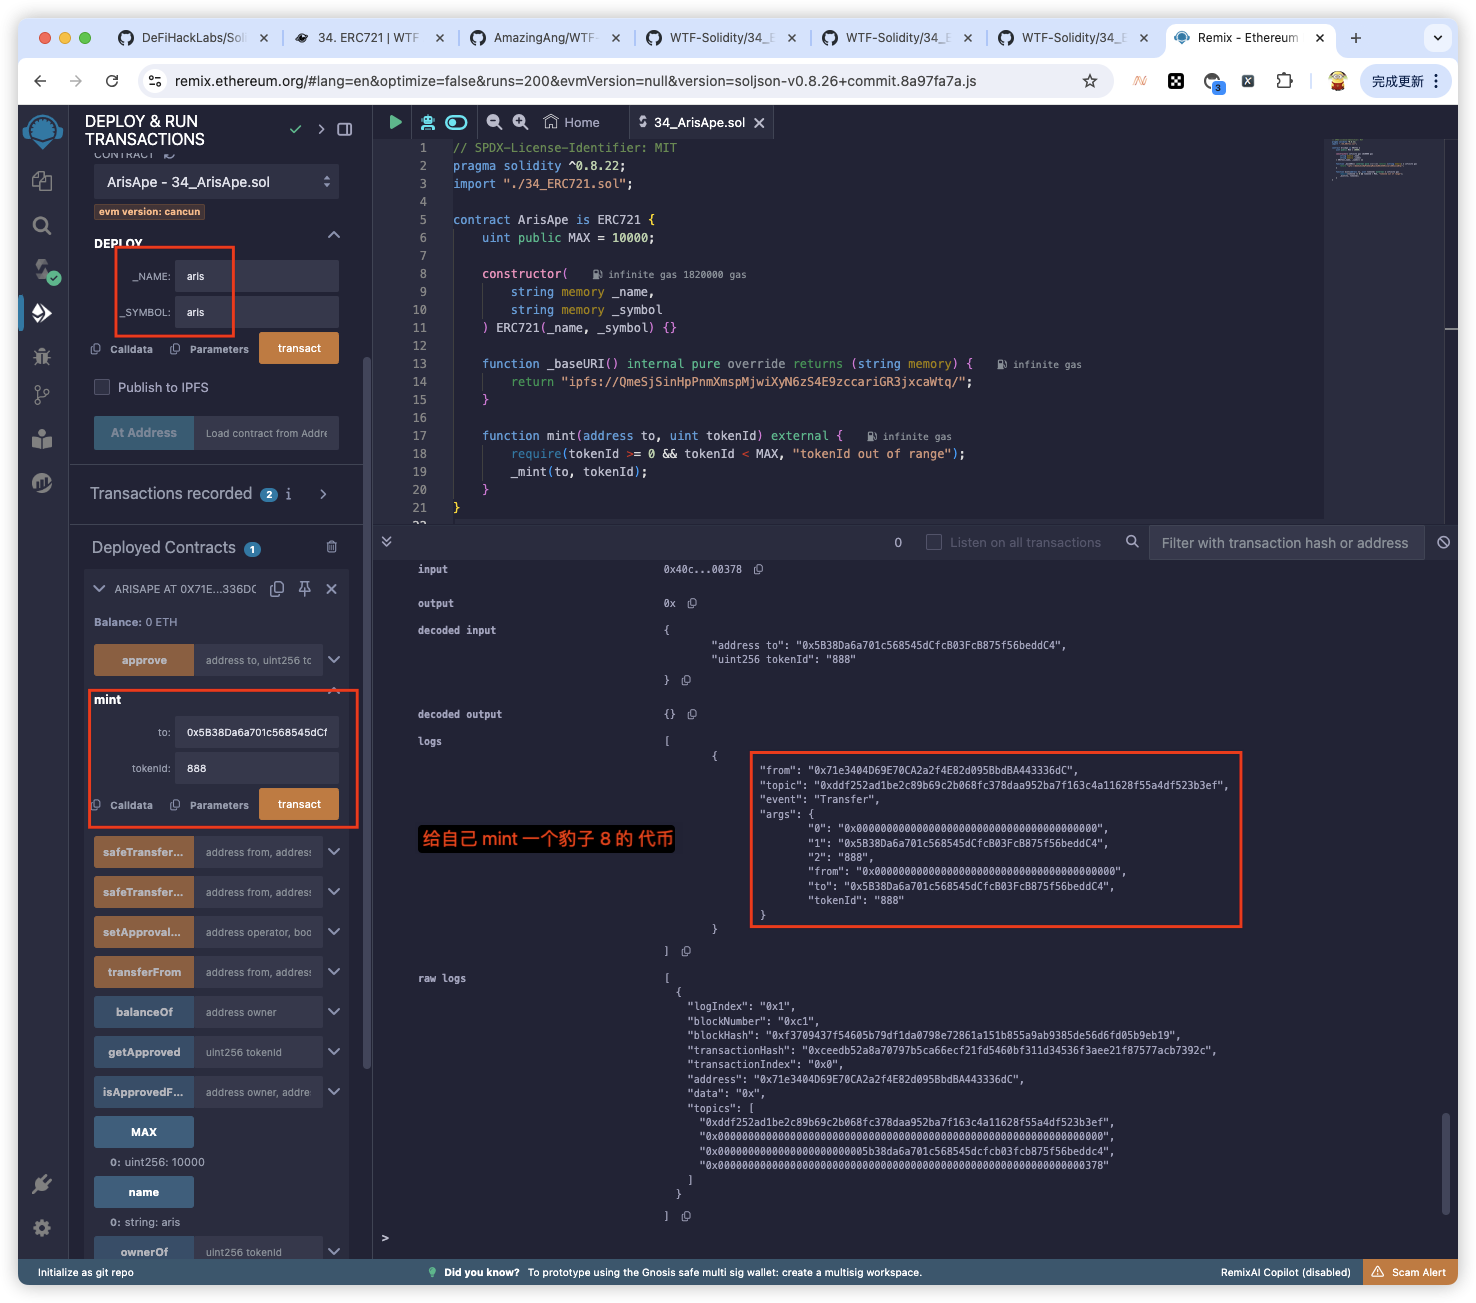 DeFiHackLabs/Soli
34. ERC721 | WTF
AmazingAng/WTF-
WTF-Solidity/34_E
WTF-Solidity/34_E
WTF-Solidity/34_E
Remix - Ethereum
remix.ethereum.org/#lang=en&optimize=false&runs=200&evmVersion=null&version=soljson-v0.8.26+commit.8a97fa7a.js
3
完成更新
DEPLOY & RUN
TRANSACTIONS
CONTRACT
ArisApe - 34_ArisApe.sol
evm version: cancun
DEPLOY
_NAME: aris
_SYMBOL: aris
Calldata
Parameters
transact
Publish to IPFS
At Address
Load contract from Addre
Transactions recorded 2 i
Deployed Contracts 1
ARISAPE AT 0X71E...336DC
Balance: 0 ETH
approve address to, uint256 tc
mint
to: 0x5B38Da6a701c568545dCf
tokenId: 888
Calldata
Parameters
transact
safeTransfer... address from, address
safeTransfer... address from, address
setApproval... address operator, boo
transferFrom address from, address
balanceOf address owner
getApproved uint256 tokenId
isApprovedF... address owner, addre
MAX
0: uint256: 10000
name
0: string: aris
ownerOf uint256 tokenId
Home
34_ArisApe.sol
1 // SPDX-License-Identifier: MIT
2 pragma solidity ^0.8.22;
3 import "./34_ERC721.sol";
4
5 contract ArisApe is ERC721 {
6 uint public MAX = 10000;
7
8 constructor( infinite gas 1820000 gas
9 string memory _name,
10 string memory _symbol
11 ) ERC721(_name, _symbol) {}
12
13 function _baseURI() internal pure override returns (string memory) { infinite gas
14 return "ipfs://QmeSjSinHpPnmXmspMjwiXyN6zS4E9zccariGR3jxcaWtq/";
15 }
16
17 function mint(address to, uint tokenId) external { infinite gas
18 require(tokenId >= 0 && tokenId < MAX, "tokenId out of range");
19 _mint(to, tokenId);
20 }
21 }
22
0
Listen on all transactions
Filter with transaction hash or address
input 0x40c...00378
output 0x
decoded input {
"address to": "0x5B38Da6a701c568545dCfcB03FcB875f56beddC4",
"uint256 tokenId": "888"
}
decoded output {}
logs [
{
"from": "0x71e3404D69E70CA2a2f4E82d095BbdBA443336dC",
"topic": "0xddf252ad1be2c89b69c2b068fc378daa952ba7f163c4a11628f55a4df523b3ef",
"event": "Transfer",
"args": {
"0": "0x0000000000000000000000000000000000000000",
"1": "0x5B38Da6a701c568545dCfcB03FcB875f56beddC4",
"2": "888",
"from": "0x0000000000000000000000000000000000000000",
"to": "0x5B38Da6a701c568545dCfcB03FcB875f56beddC4",
"tokenId": "888"
}
}
]
给自己 mint 一个豹子 8 的 代币
raw logs [
{
"logIndex": "0x1",
"blockNumber": "0xc1",
"blockHash": "0xf3709437f54605b79df1da0798e72861a151b855a9ab9385de56d6fd05b9eb19",
"transactionHash": "0xceedb52a8a70797b5ca66ecf21fd5460bf311d34536f3aee21f87577acb7392c",
"transactionIndex": "0x0",
"address": "0x71e3404D69E70CA2a2f4E82d095BbdBA443336dC",
"data": "0x",
"topics": [
"0xddf252ad1be2c89b69c2b068fc378daa952ba7f163c4a11628f55a4df523b3ef",
"0x0000000000000000000000000000000000000000000000000000000000000000",
"0x0000000000000000000000005b38da6a701c568545dcfcb03fcb875f56beddc4",
"0x0000000000000000000000000000000000000000000000000000000000000378"
]
}
]
>
Initialize as git repo
Did you know? To prototype using the Gnosis safe multi sig wallet: create a multisig workspace.
RemixAI Copilot (disabled)
Scam Alert